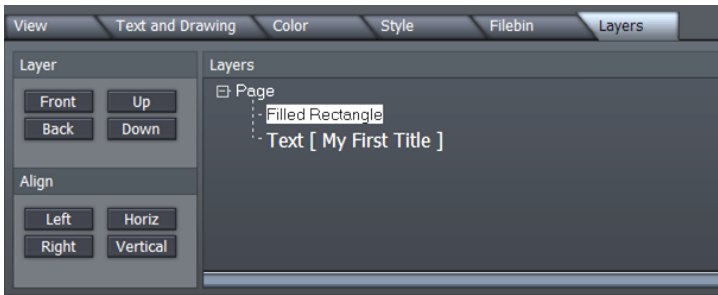 View Text and Drawing Color Style Filebin Layers
Layer
Front Up
Back Down
Align
Left Horiz
Right Vertical
Layers
Page
Filled Rectangle
Text [ My First Title ]